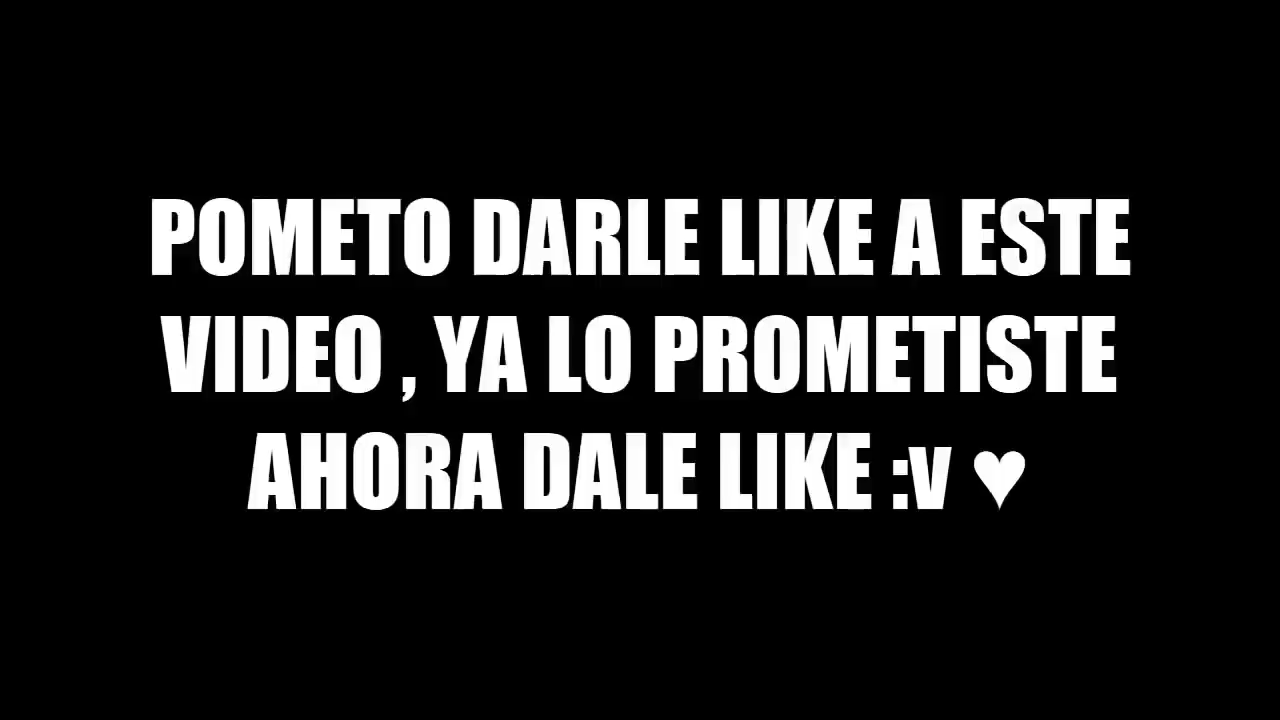 POMETO DARLE LIKE A ESTE
VIDEO , YA LO PROMETISTE
AHORA DALE LIKE :v ♥